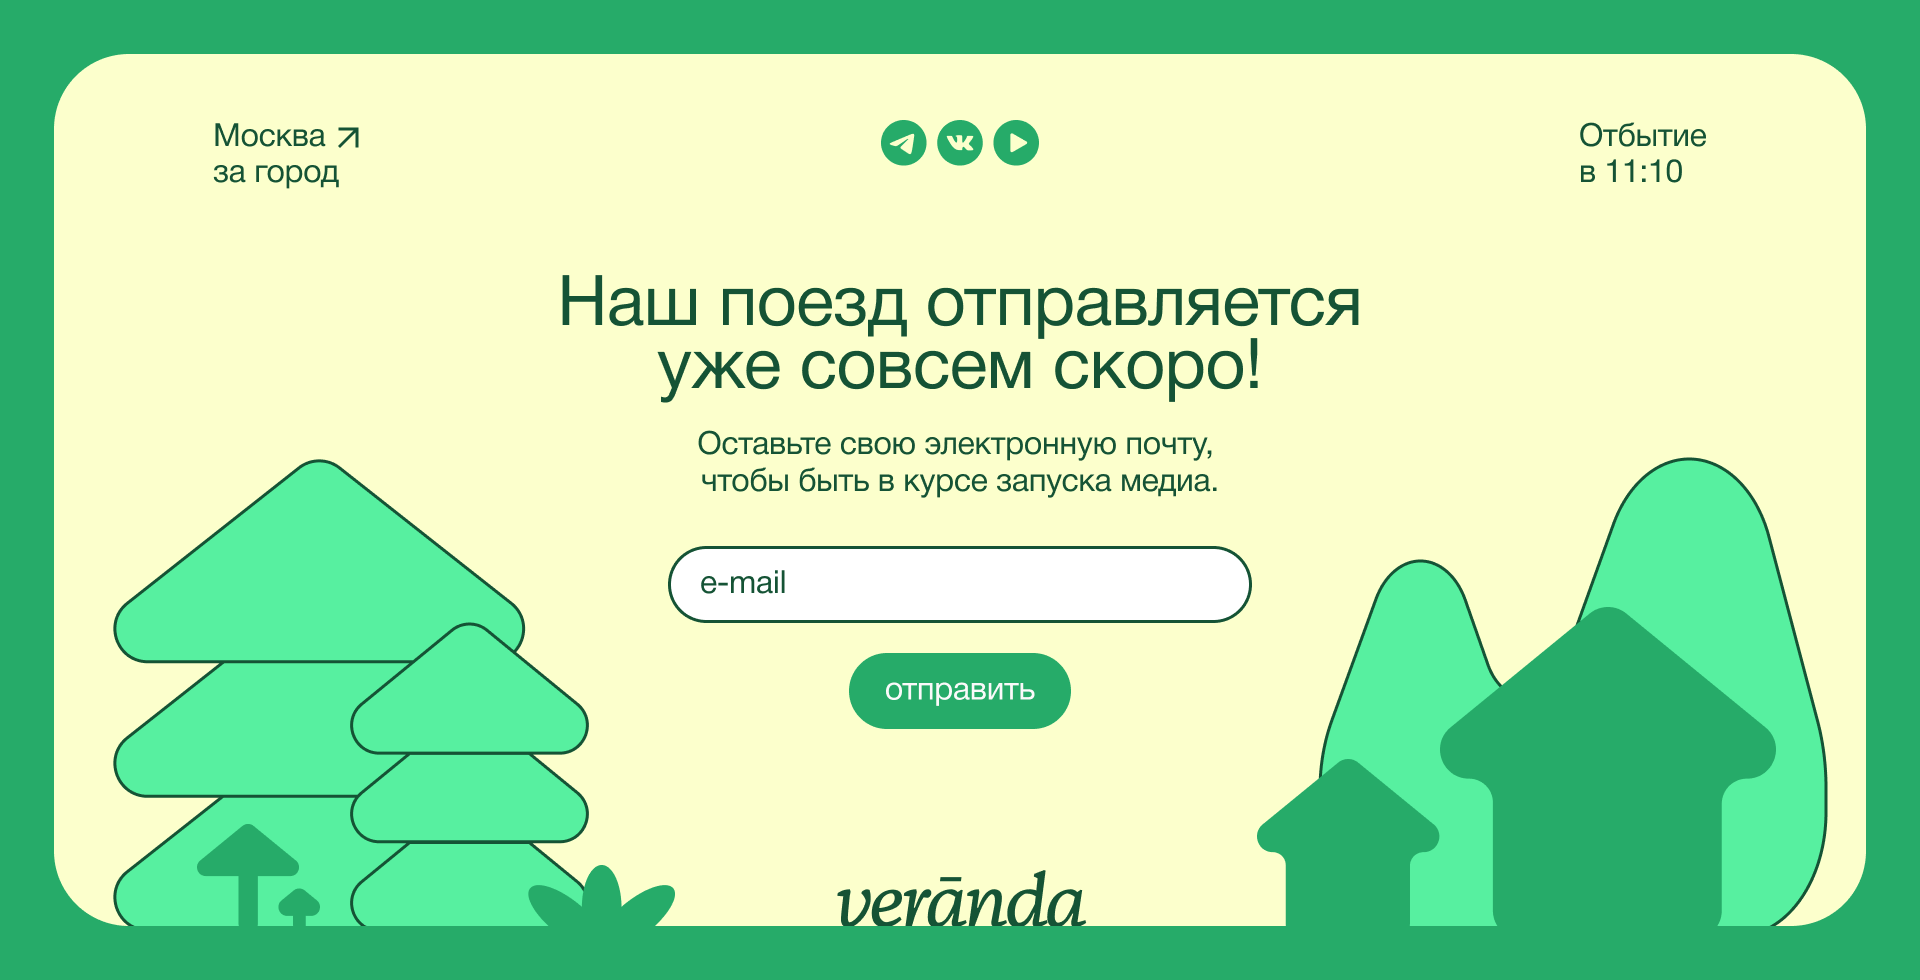 Москва
за город
Отбытие
в 11:10
Наш поезд отправляется
уже совсем скоро!
Оставьте свою электронную почту,
чтобы быть в курсе запуска медиа.
e-mail
отправить
verānda